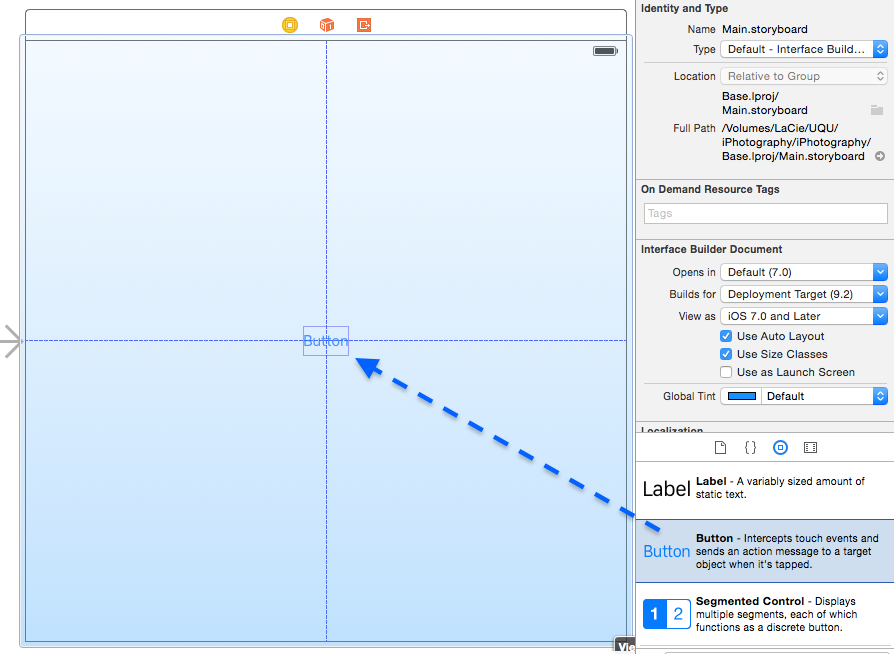 Identity and Type
Name Main.storyboard
Type Default - Interface Build...
Location Relative to Group
Base.lproj/
Main.storyboard
Full Path /Volumes/LaCie/UQU/
iPhotography/iPhotography/
Base.lproj/Main.storyboard
On Demand Resource Tags
Tags
Interface Builder Document
Opens in Default (7.0)
Builds for Deployment Target (9.2)
View as iOS 7.0 and Later
Use Auto Layout
Use Size Classes
Use as Launch Screen
Global Tint Default
Localization
Button
Label Label - A variably sized amount of
static text.
Button Button - Intercepts touch events and
sends an action message to a target
object when it's tapped.
1 2 Segmented Control - Displays
multiple segments, each of which
functions as a discrete button.